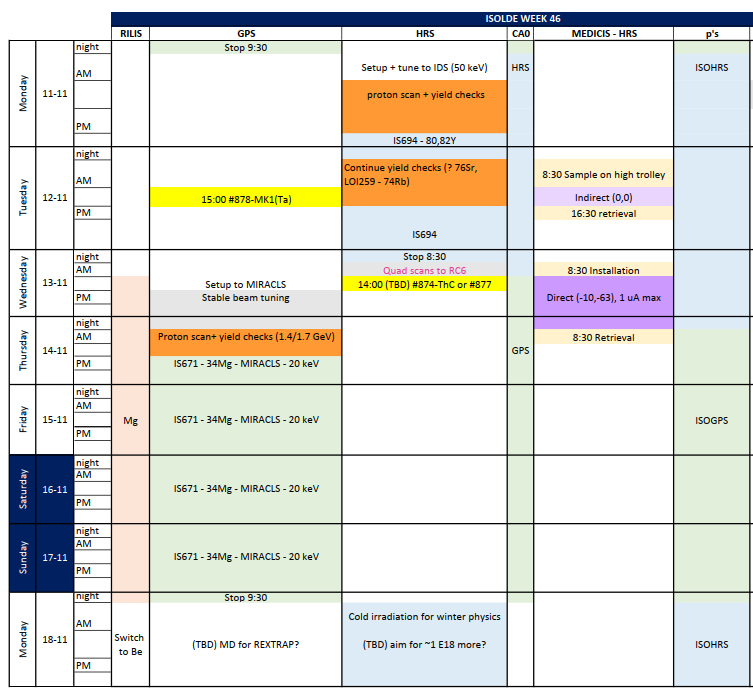 ISOLDE WEEK 46
RILIS GPS HRS CA0 MEDICIS - HRS p's
Monday 11-11
night Stop 9:30
AM Setup + tune to IDS (50 keV) HRS ISOHRS
proton scan + yield checks
PM
IS694 - 80,82Y
Tuesday 12-11
night
AM Continue yield checks (? 76Sr,
LOI259 - 74Rb)
8:30 Sample on high trolley
15:00 #878-MK1(Ta) Indirect (0,0)
PM 16:30 retrieval
IS694
Wednesday 13-11
night Stop 8:30
AM Quad scans to RC6 8:30 Installation
Setup to MIRACLS 14:00 (TBD) #874-ThC or #877
PM Stable beam tuning Direct (-10,-63), 1 uA max
Thursday 14-11
night
AM Proton scan+ yield checks (1.4/1.7 GeV) 8:30 Retrieval
GPS
PM IS671 - 34Mg - MIRACLS - 20 keV
Friday 15-11
night
AM
Mg IS671 - 34Mg - MIRACLS - 20 keV ISOGPS
PM
Saturday 16-11
night
AM
IS671 - 34Mg - MIRACLS - 20 keV
PM
Sunday 17-11
night
AM
IS671 - 34Mg - MIRACLS - 20 keV
PM
Monday 18-11
night Stop 9:30
AM Cold irradiation for winter physics
Switch
to Be
(TBD) MD for REXTRAP? (TBD) aim for ~1 E18 more? ISOHRS
PM